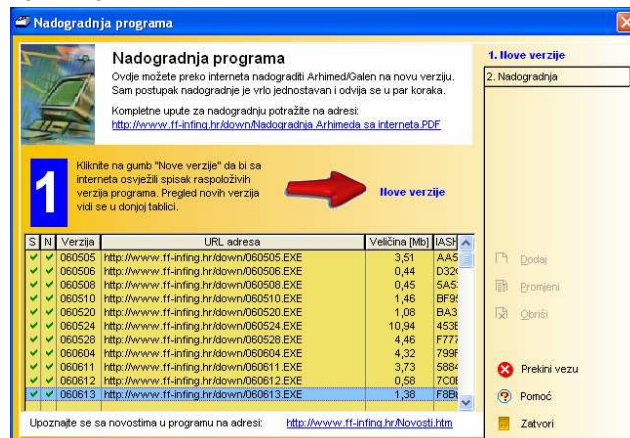 Nadogradnja programa
Nadogradnja programa
Ovdje možete preko interneta nadograditi Arhimed/Galen na novu verziju.
Sam postupak nadogradnje je vrlo jednostavan i odvija se u par koraka.
Kompletne upute za nadogradnju potražite na adresi:
http://www.ff-infing.hr/down/Nadogradnja Arhimeda sa interneta.PDF
1. Nove verzije
2. Nadogradnja
1
Kliknite na gumb "Nove verzije" da bi sa
interneta osvježili spisak raspoloživih
verzija programa. Pregled novih verzija
vidi se u donjoj tablici.
Nove verzije
S N Verzija URL adresa Veličina [Mb]
060505 http://www.ff-infing.hr/down/060505.EXE 3,51 AA5
060506 http://www.ff-infing.hr/down/060506.EXE 0,44
060508 http://www.ff-infing.hr/down/060508.EXE 0,45 5A5
060510 http://www.ff-infing.hr/down/060510.EXE 1,46
060520 http://www.ff-infing.hr/down/060520.EXE 1,08 BA3
060524 http://www.ff-infing.hr/down/060524.EXE 10,94
060528 http://www.ff-infing.hr/down/060528.EXE 4,46 F777
060604 http://www.ff-infing.hr/down/060604.EXE 4,32
060611 http://www.ff-infing.hr/down/060611.EXE 3,73 5884
060612 http://www.ff-infing.hr/down/060612.EXE 0,58
060613 http://www.ff-infing.hr/down/060613.EXE 1,38
Dodaj
Promjeni
Obriši
Prekini vezu
Pomoć
Zatvori
Upoznajte se sa novostima u programu na adresi: http://www.ff-infing.hr/Novosti.htm